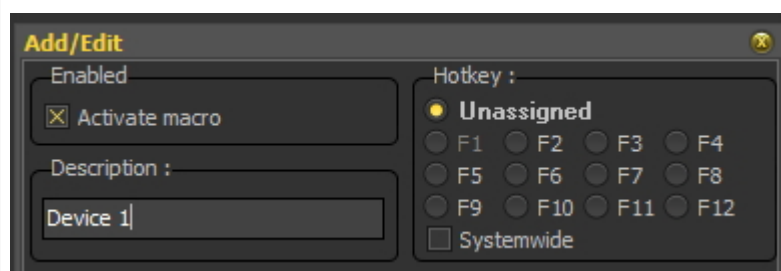 Add/Edit
Enabled
Activate macro
Description :
Device 1
Hotkey :
Unassigned
F1 F2 F3 F4
F5 F6 F7 F8
F9 F10 F11 F12
Systemwide